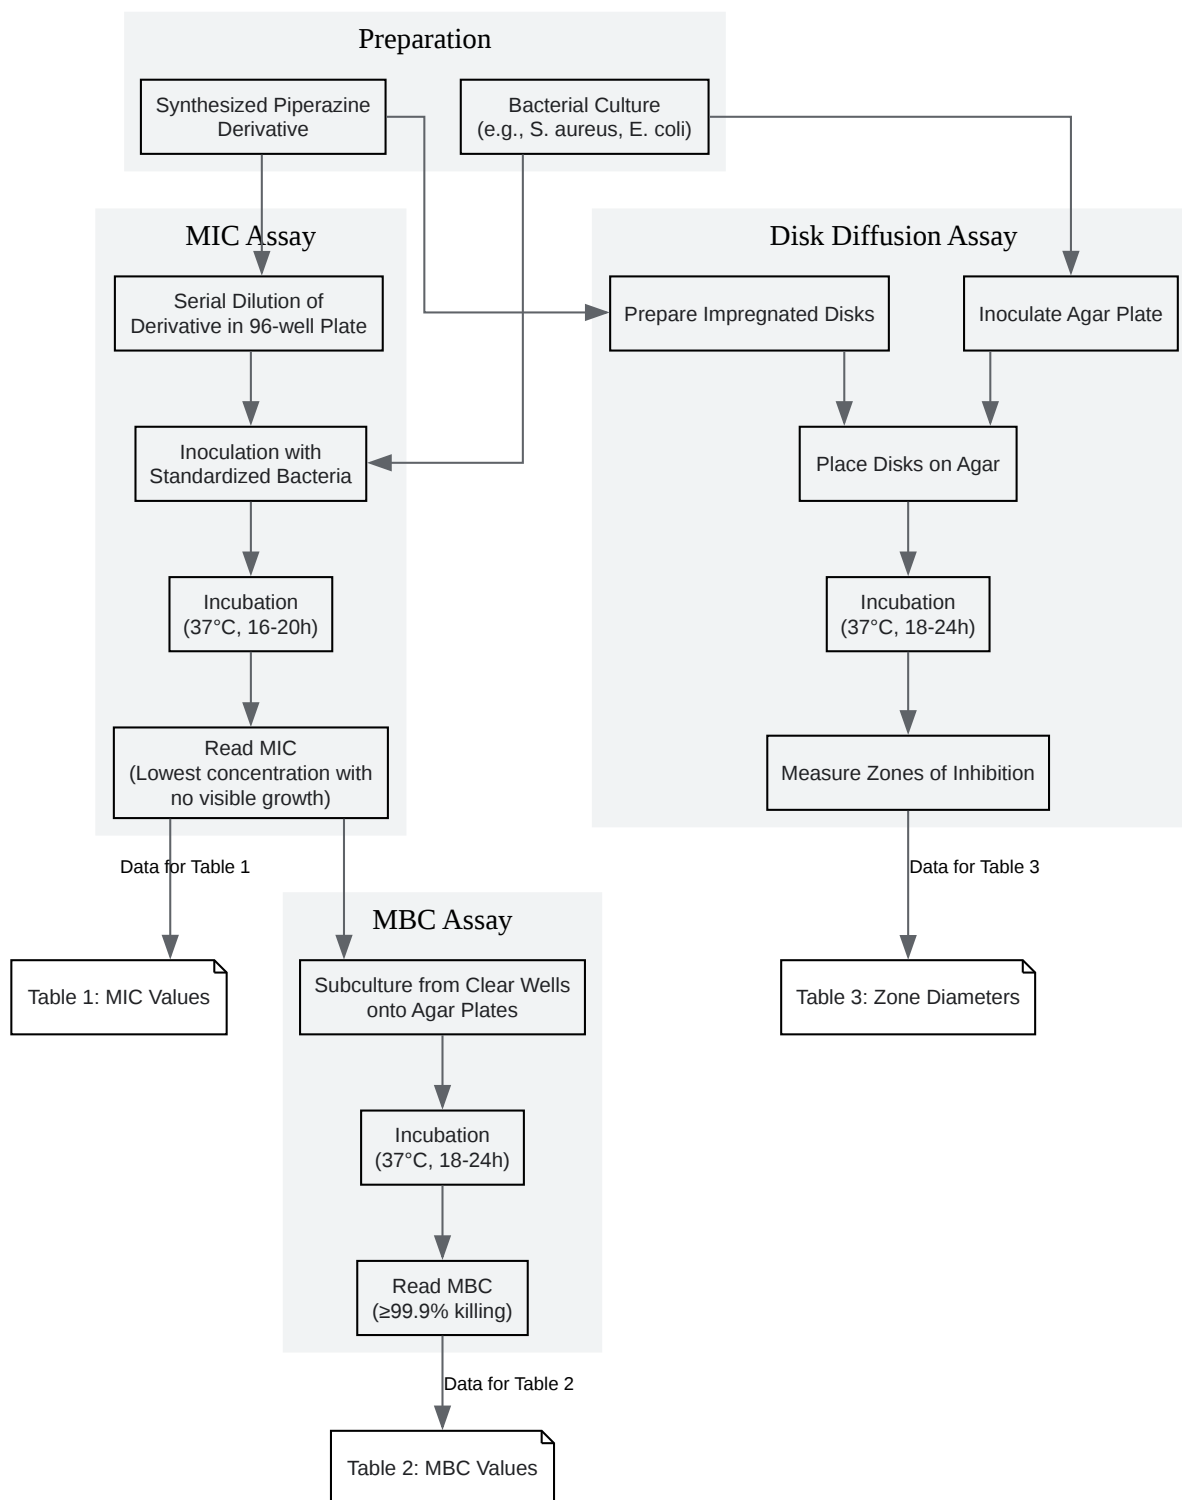 Preparation
Synthesized Piperazine
Derivative
Bacterial Culture
(e.g., S. aureus, E. coli)
MIC Assay
Serial Dilution of
Derivative in 96-well Plate
Inoculation with
Standardized Bacteria
Incubation
(37°C, 16-20h)
Read MIC
(Lowest concentration with
no visible growth)
Data for Table 1
Table 1: MIC Values
Disk Diffusion Assay
Prepare Impregnated Disks
Inoculate Agar Plate
Place Disks on Agar
Incubation
(37°C, 18-24h)
Measure Zones of Inhibition
Data for Table 3
Table 3: Zone Diameters
MBC Assay
Subculture from Clear Wells
onto Agar Plates
Incubation
(37°C, 18-24h)
Read MBC
(≥99.9% killing)
Data for Table 2
Table 2: MBC Values